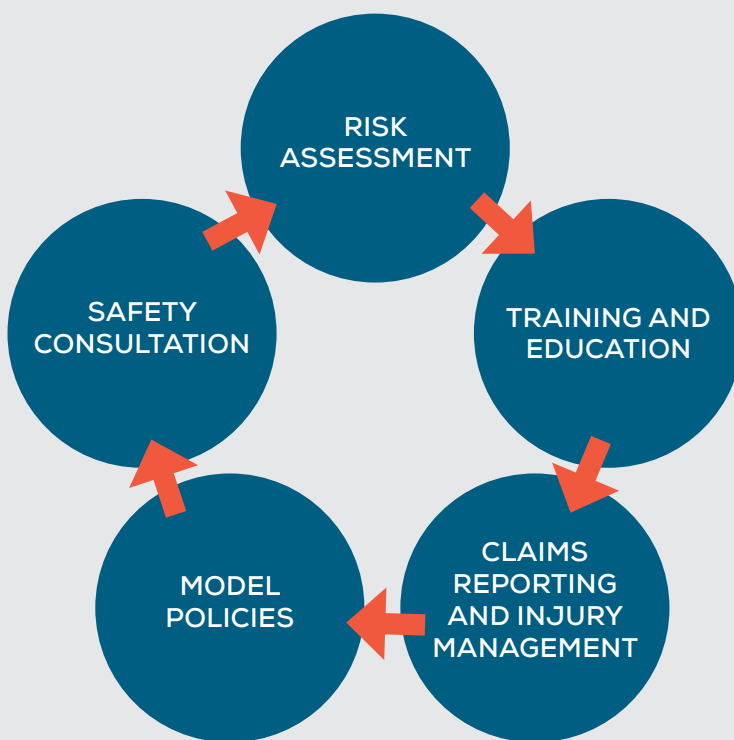 RISK
ASSESSMENT
TRAINING AND
EDUCATION
CLAIMS
REPORTING
AND INJURY
MANAGEMENT
MODEL
POLICIES
SAFETY
CONSULTATION